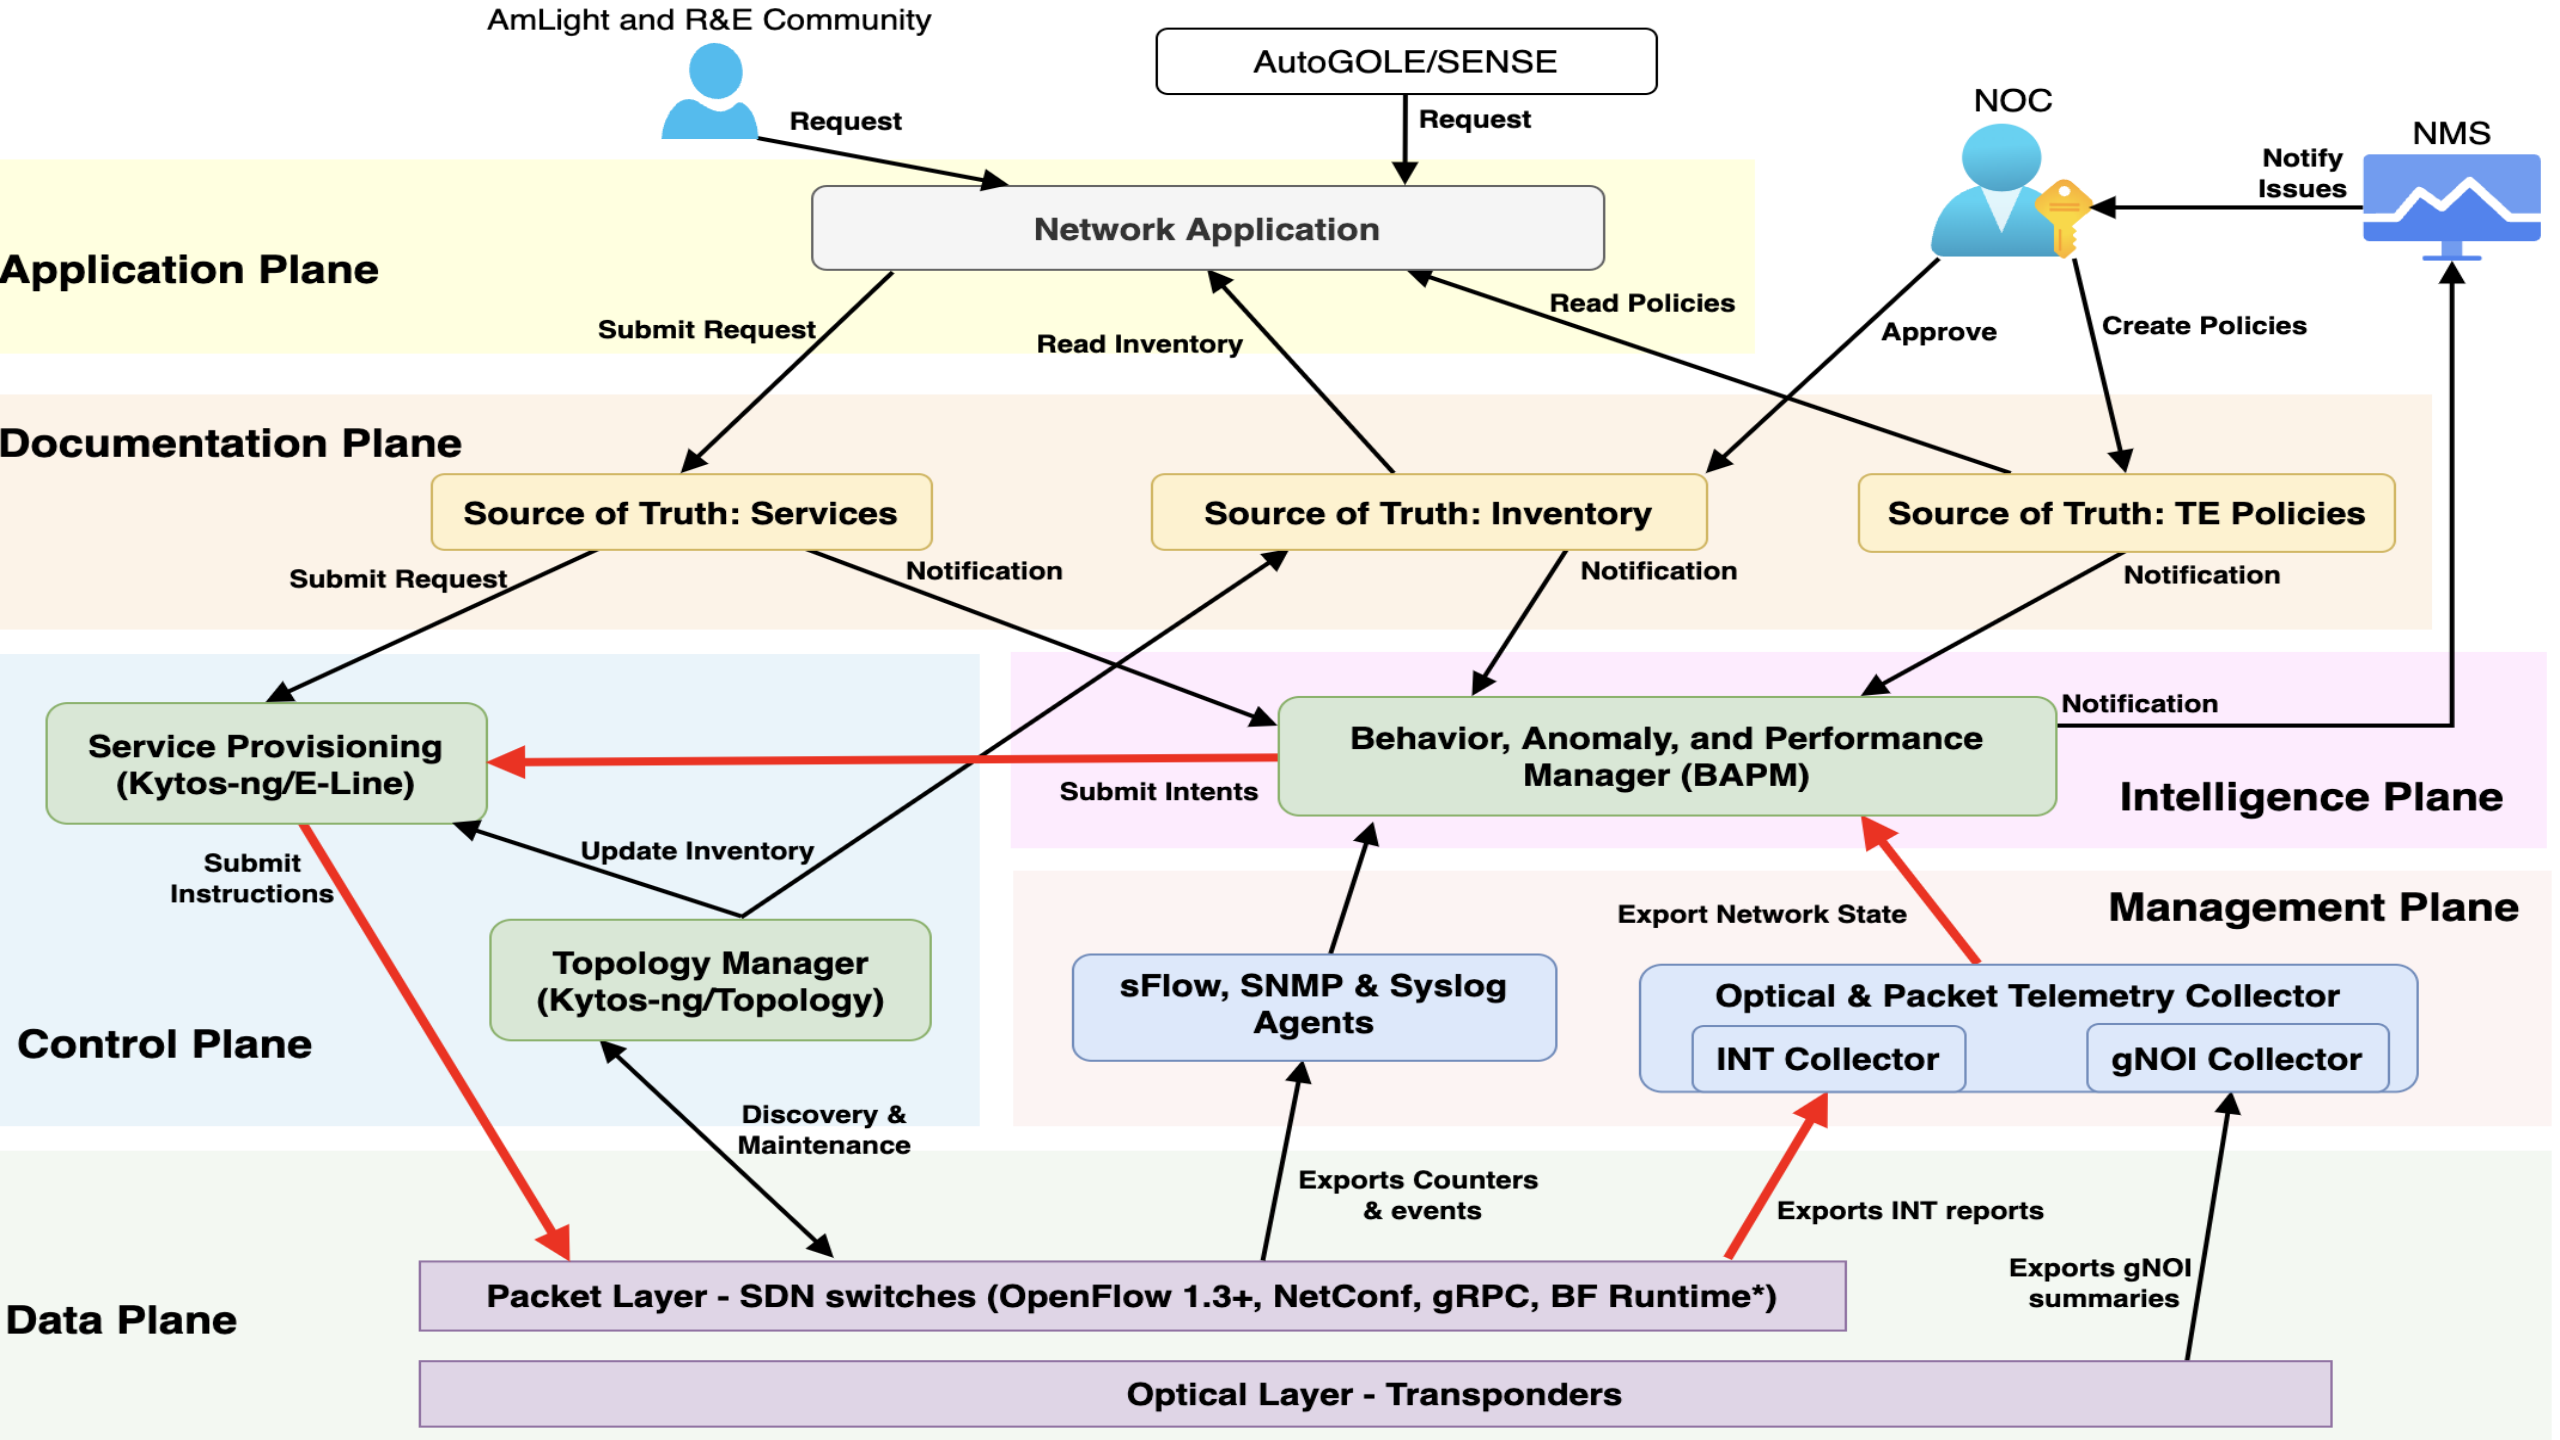 AmLight and R&E Community
AutoGOLE/SENSE
Request
Request
NOC
NMS
Notify
Issues
Network Application
Application Plane
Submit Request
Read Inventory
Read Policies
Approve
Create Policies
Documentation Plane
Source of Truth: Services
Source of Truth: Inventory
Source of Truth: TE Policies
Submit Request
Notification
Notification
Notification
Service Provisioning
(Kytos-ng/E-Line)
Behavior, Anomaly, and Performance
Manager (BAPM)
Notification
Submit Intents
Intelligence Plane
Submit
Instructions
Update Inventory
Export Network State
Management Plane
Topology Manager
(Kytos-ng/Topology)
sFlow, SNMP & Syslog
Agents
Optical & Packet Telemetry Collector
INT Collector
gNOI Collector
Control Plane
Discovery &
Maintenance
Exports Counters
& events
Exports INT reports
Exports gNOI
summaries
Data Plane
Packet Layer - SDN switches (OpenFlow 1.3+, NetConf, gRPC, BF Runtime*)
Optical Layer - Transponders